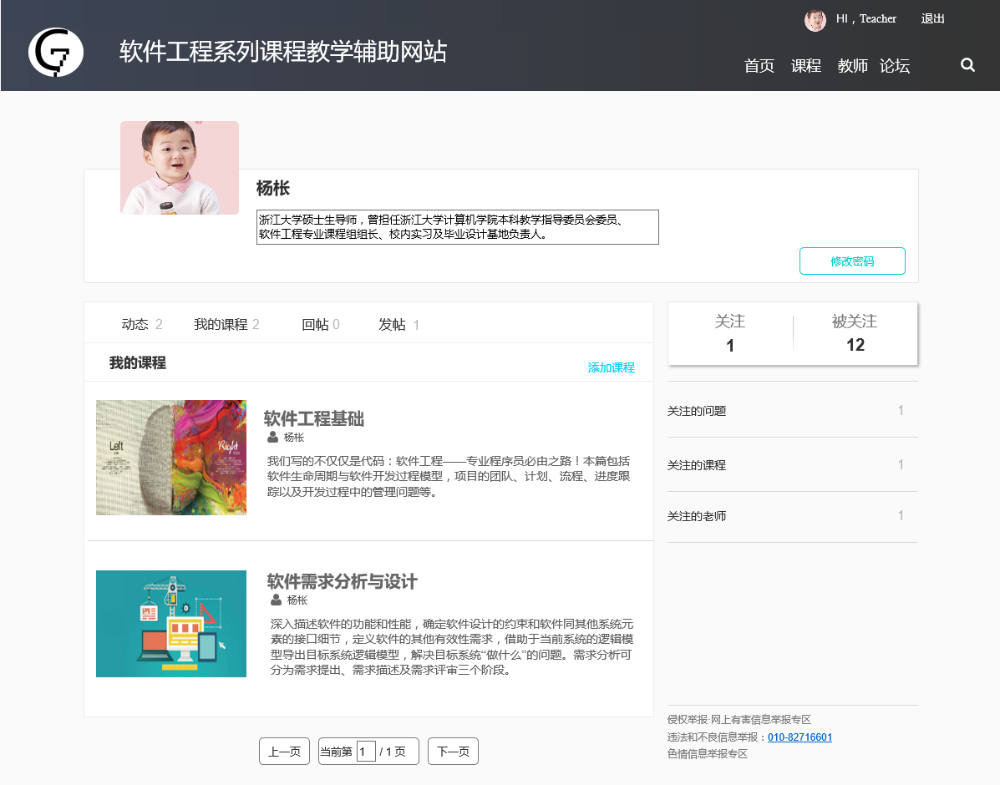 HI，Teacher 退出
软件工程系列课程教学辅助网站
首页 课程 教师 论坛
杨枨
浙江大学硕士生导师，曾担任浙江大学计算机学院本科教学指导委员会委员、
软件工程专业课程组组长、校内实习及毕业设计基地负责人。
修改密码
动态 2 我的课程 2 回帖 0 发帖 1
关注 被关注
1 12
我的课程
添加课程
软件工程基础
杨枨
我们写的不仅仅是代码：软件工程——专业程序员必由之路！本篇包括
软件生命周期与软件开发过程模型，项目的团队、计划、流程、进度跟
踪以及开发过程中的管理问题等。
Left Right
关注的问题 1
关注的课程 1
关注的老师 1
软件需求分析与设计
杨枨
深入描述软件的功能和性能，确定软件设计的约束和软件同其他系统元
素的接口细节，定义软件的其他有效性需求，借助于当前系统的逻辑模
型导出目标系统逻辑模型，解决目标系统“做什么”的问题。需求分析可
分为需求提出、需求描述及需求评审三个阶段。
侵权举报·网上有害信息举报专区
违法和不良信息举报：010-82716601
色情信息举报专区
上一页 当前第 1 / 1 页 下一页